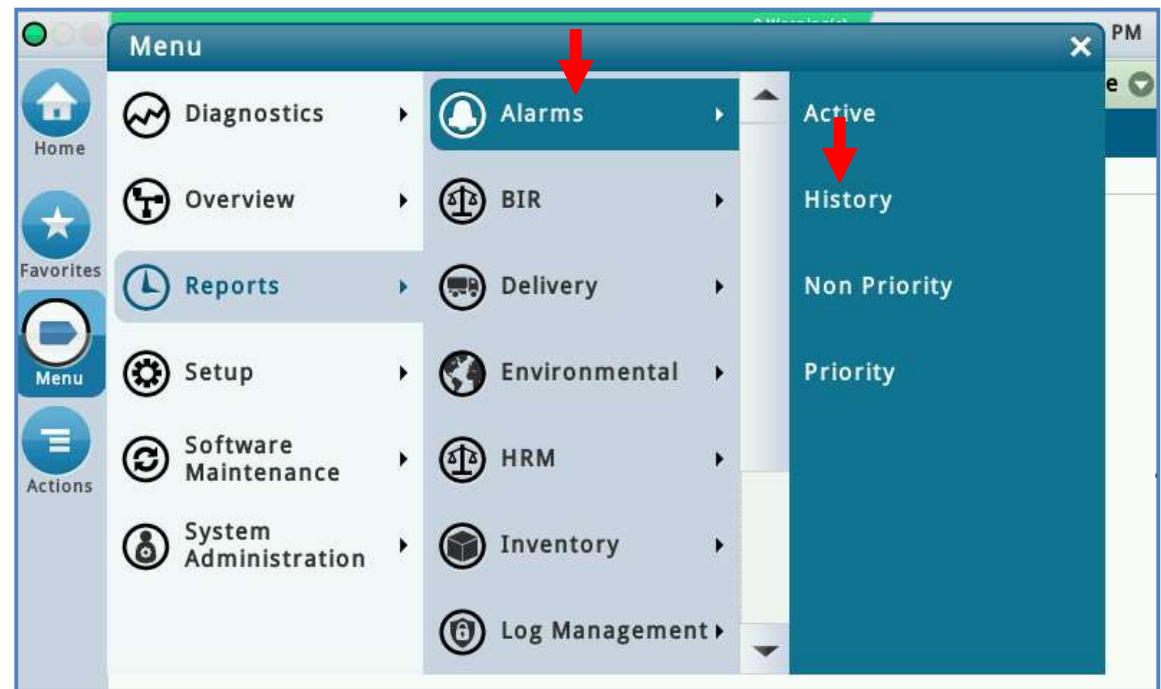 PM
Menu
e
Home
Favorites
Menu
Actions
Diagnostics
Overview
Reports
Setup
Software
Maintenance
System
Administration
Alarms
BIR
Delivery
Environmental
HRM
Inventory
Log Management
Active
History
Non Priority
Priority